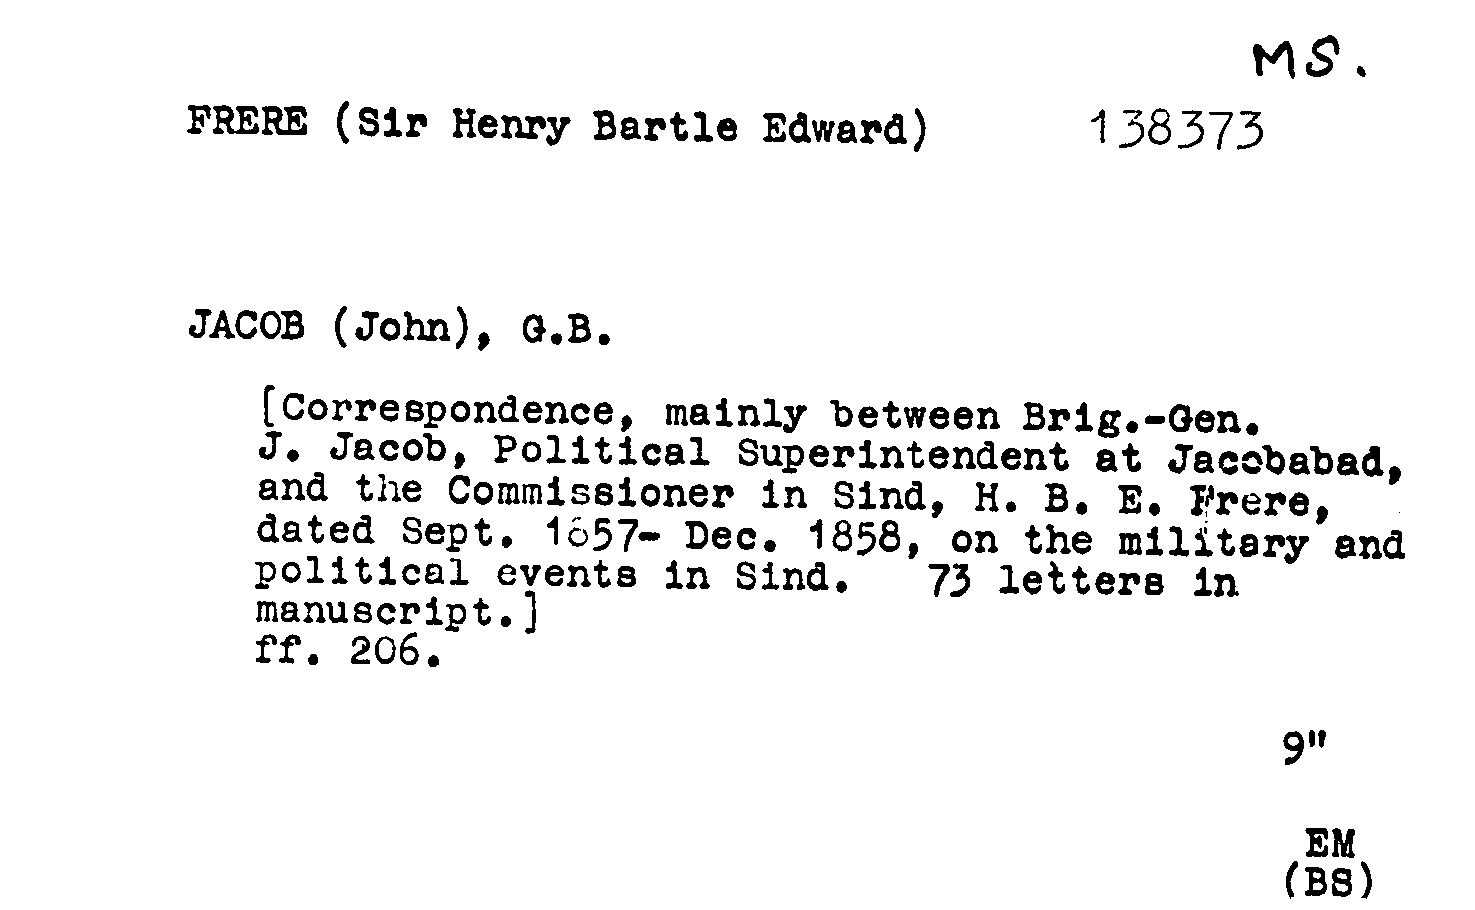 MS.
FRERE (Sir Henry Bartle Edward) 138373
JACOB (John), G.B.
[Correspondence, mainly between Brig.-Gen.
J. Jacob, Political Superintendent at Jacobabad,
and the Commissioner in Sind, H. B. E. Frere,
dated Sept. 1857- Dec. 1858, on the military and
political events in Sind. 73 letters in
manuscript.]
ff. 206.
9"
EM
(BS)